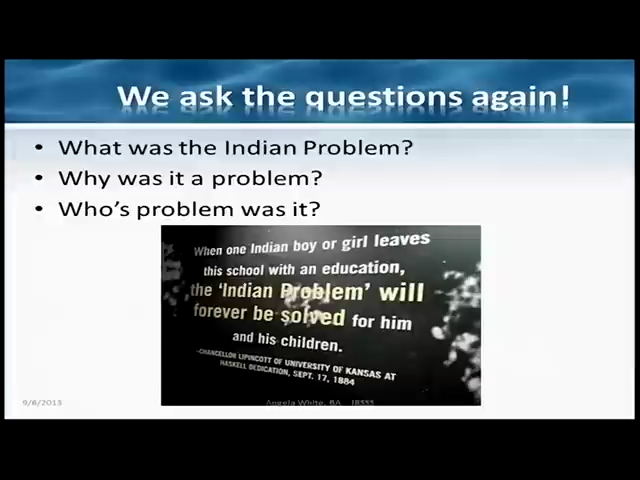 We ask the questions again!
• What was the Indian Problem?
• Why was it a problem?
• Who's problem was it?
When one Indian boy or girl leaves
this school with an education,
the 'Indian Problem' will
forever be solved for him
and his children.
-CHANCELLOR LIPINCOTT OF UNIVERSITY OF KANSAS AT
HASKELL DEDICATION, SEPT. 17, 1884
9/6/2013
Angela White, BA